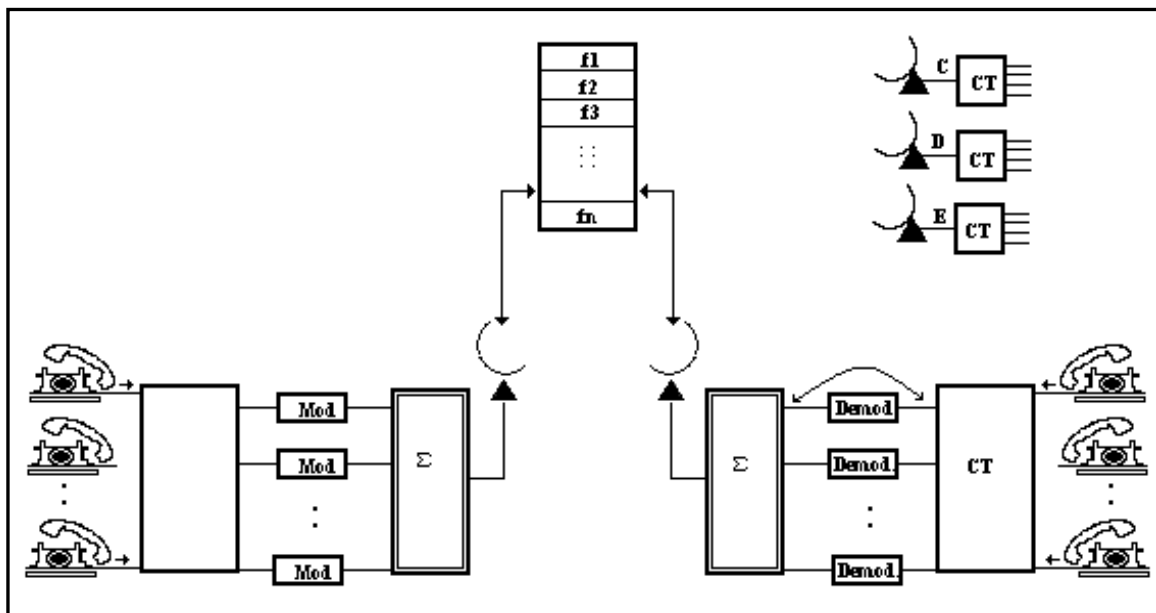 f1
f2
f3
fn
C CT
D CT
E CT
Mod
Mod
Mod
Σ
Σ
Demod
Demod.
Demod.
CT